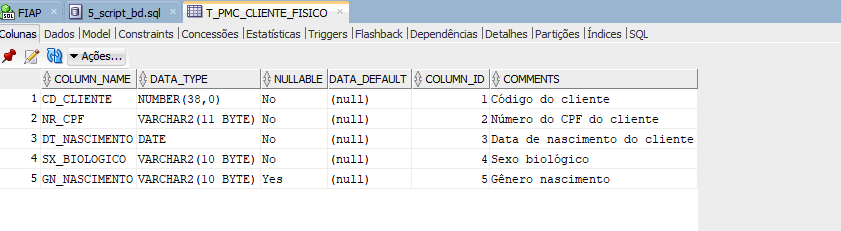 FIAP 5_script_bd.sql T_PMC_CLIENTE_FISICO
Colunas Dados Model Constraints Concessões Estatísticas Triggers Flashback Dependências Detalhes Partições Índices SQL
Ações...
COLUMN_NAME DATA_TYPE NULLABLE DATA_DEFAULT COLUMN_ID COMMENTS
1 CD_CLIENTE NUMBER(38,0) No (null) 1 Código do cliente
2 NR_CPF VARCHAR2(11 BYTE) No (null) 2 Número do CPF do cliente
3 DT_NASCIMENTO DATE No (null) 3 Data de nascimento do cliente
4 SX_BIOLOGICO VARCHAR2(10 BYTE) No (null) 4 Sexo biológico
5 GN_NASCIMENTO VARCHAR2(10 BYTE) Yes (null) 5 Gênero nascimento